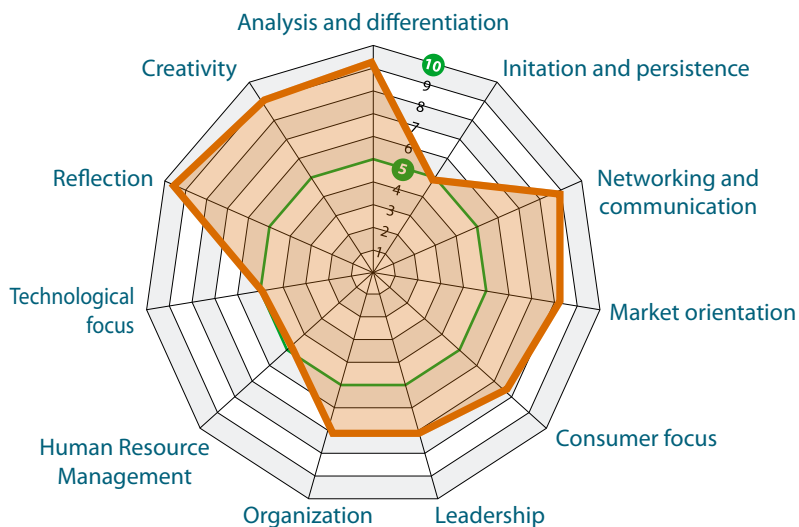 Analysis and differentiation
Creativity
10
Initation and persistence
9
8
7
6
Reflection
5
Networking and
communication
4
3
2
1
Technological
focus
Market orientation
Human Resource
Management
Consumer focus
Organization
Leadership